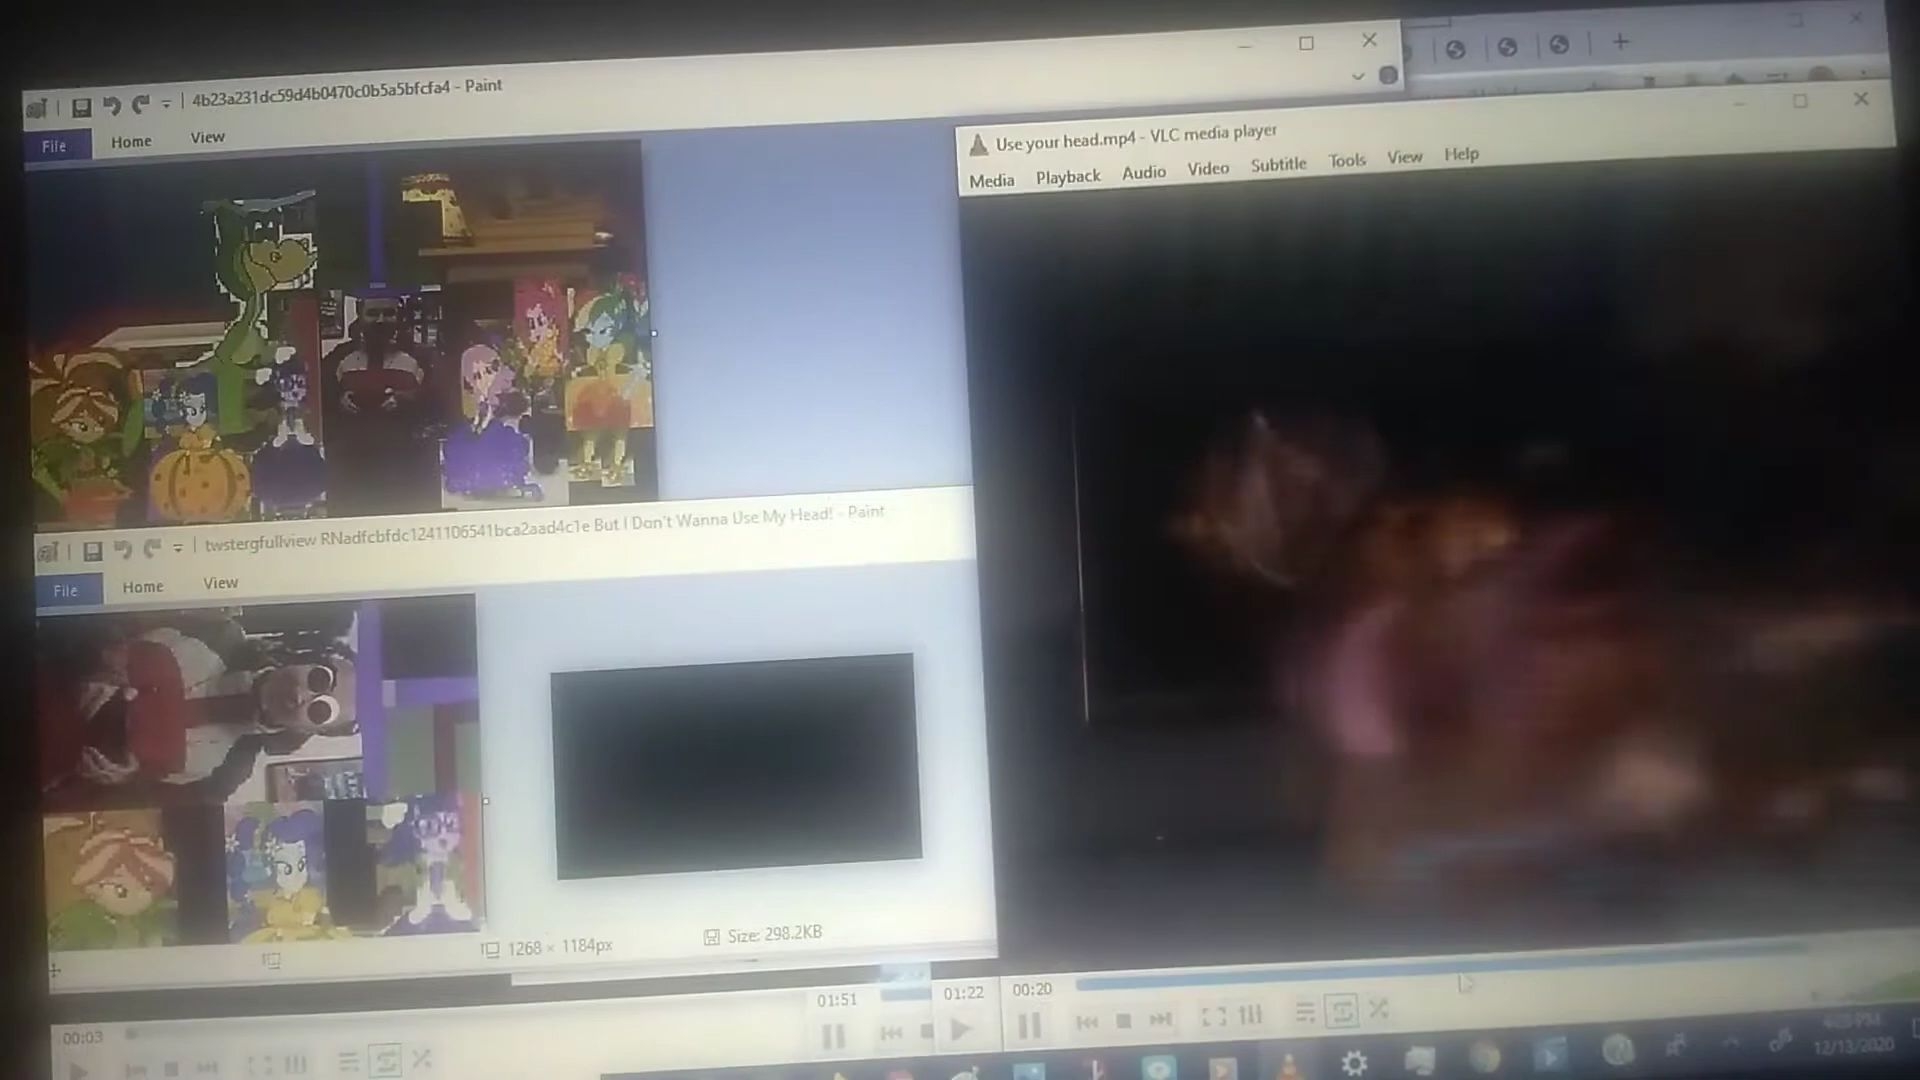 4b23a231dc59d4b0470c0b5a5bfcfa4 - Paint
File Home View
Use your head.mp4 - VLC media player
Media Playback Audio Video Subtitle Tools View Help
twstergfullview RNadfcbfdc1241106541bca2aad4c1e But I Don't Wanna Use My Head! - Paint
File Home View
1268 × 1184px
Size: 298.2KB
00:03
01:51
01:22
00:20
12/13/2020